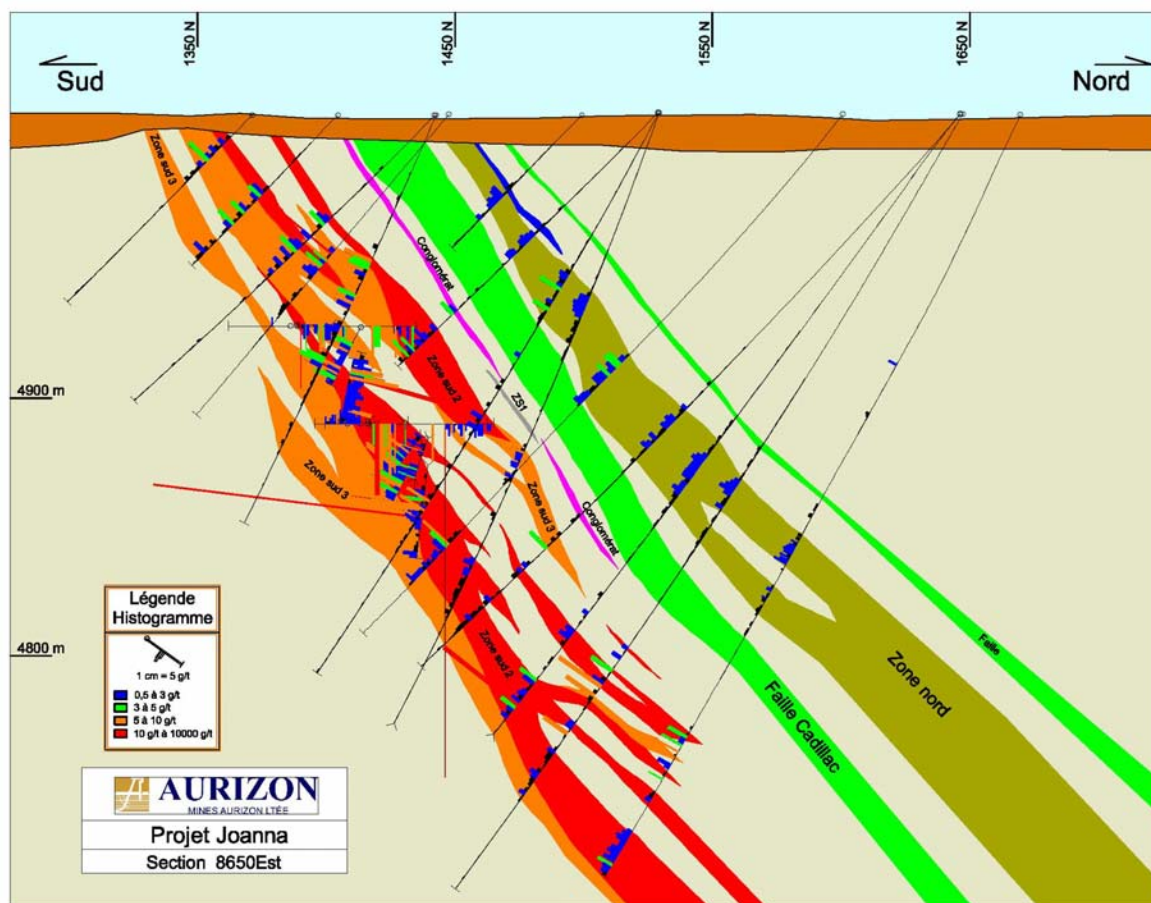 1350 N
1450 N
1550 N
1650 N
Sud
Nord
Zone sud 3
Conglomérat
4900 m
Zone sud 2
ZS1
Zone sud 3
Zone sud 3
Conglomérat
Légende
Histogramme
1 cm = 5 g/t
0,5 à 3 g/t
3 à 5 g/t
5 à 10 g/t
10 g/t à 10000 g/t
4800 m
Zone sud 2
Faille
Zone nord
Faille Cadillac
AURIZON
MINES AURIZON LTÉE
Projet Joanna
Section 8650Est